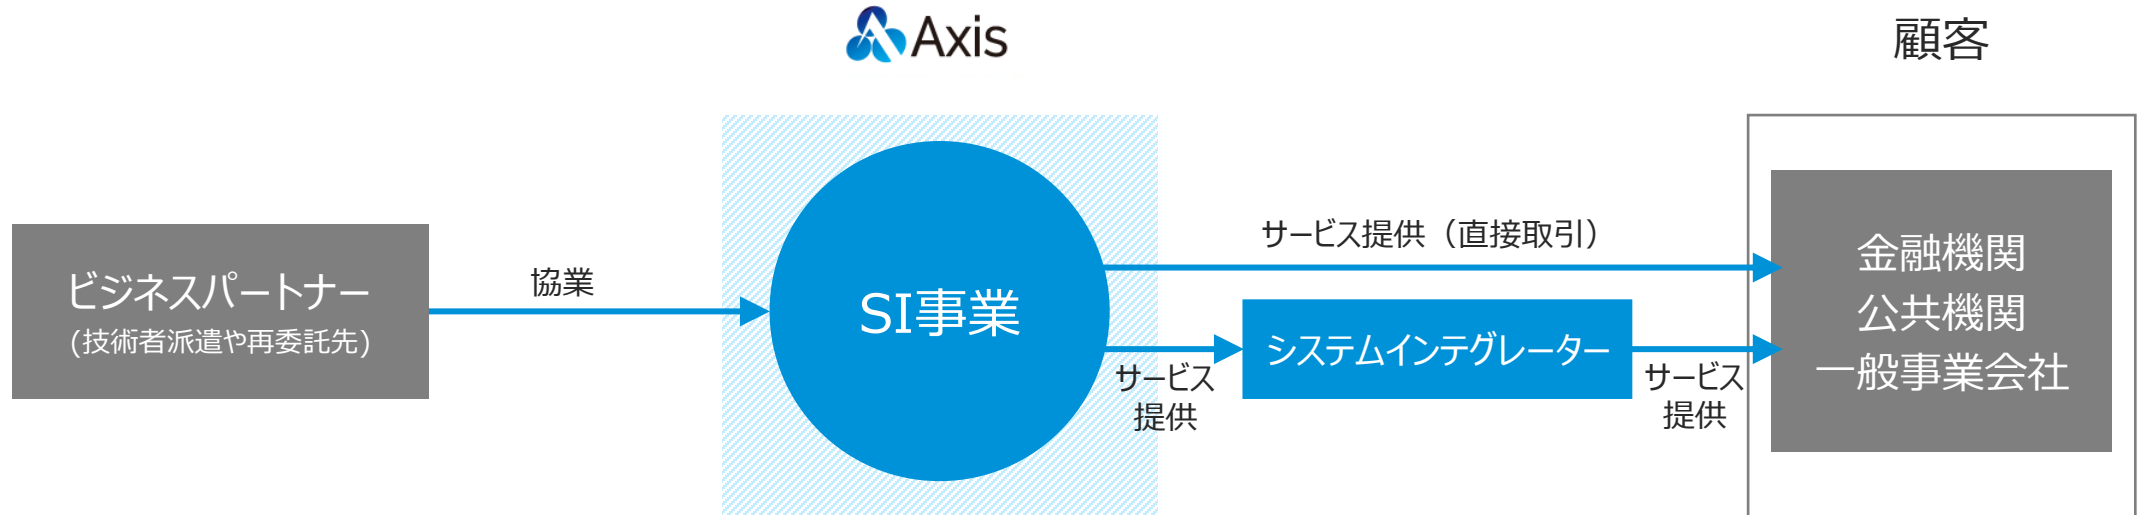 Axis
顧客
ビジネスパートナー
(技術者派遣や再委託先)
協業
SI事業
サービス提供（直接取引）
サービス
提供
システムインテグレーター
サービス
提供
金融機関
公共機関
一般事業会社